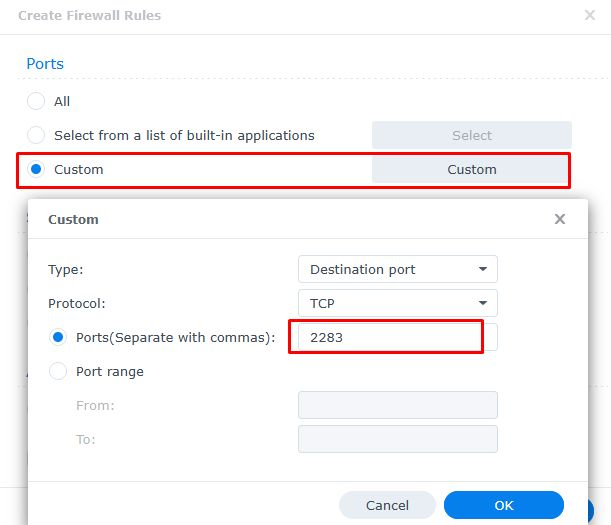 Create Firewall Rules
Ports
All
Select from a list of built-in applications Select
Custom Custom
Custom
Type: Destination port
Protocol: TCP
Ports(Separate with commas): 2283
Port range
From:
To:
Cancel OK